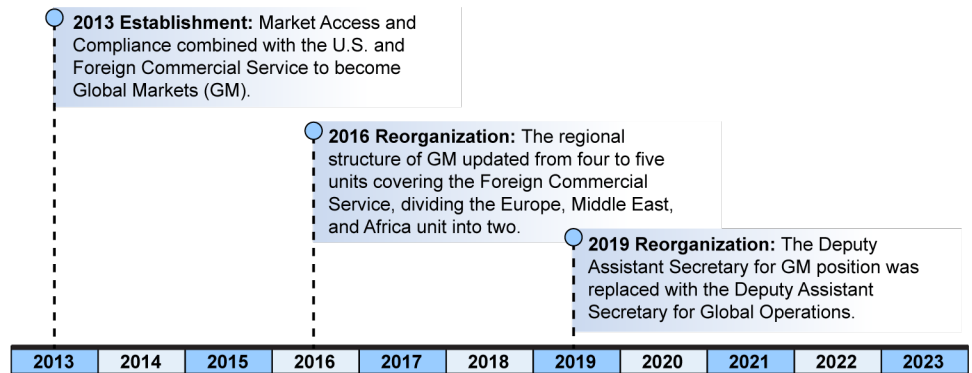 2013 Establishment: Market Access and
Compliance combined with the U.S. and
Foreign Commercial Service to become
Global Markets (GM).
2016 Reorganization: The regional
structure of GM updated from four to five
units covering the Foreign Commercial
Service, dividing the Europe, Middle East,
and Africa unit into two.
2019 Reorganization: The Deputy
Assistant Secretary for GM position was
replaced with the Deputy Assistant
Secretary for Global Operations.
2013 2014 2015 2016 2017 2018 2019 2020 2021 2022 2023